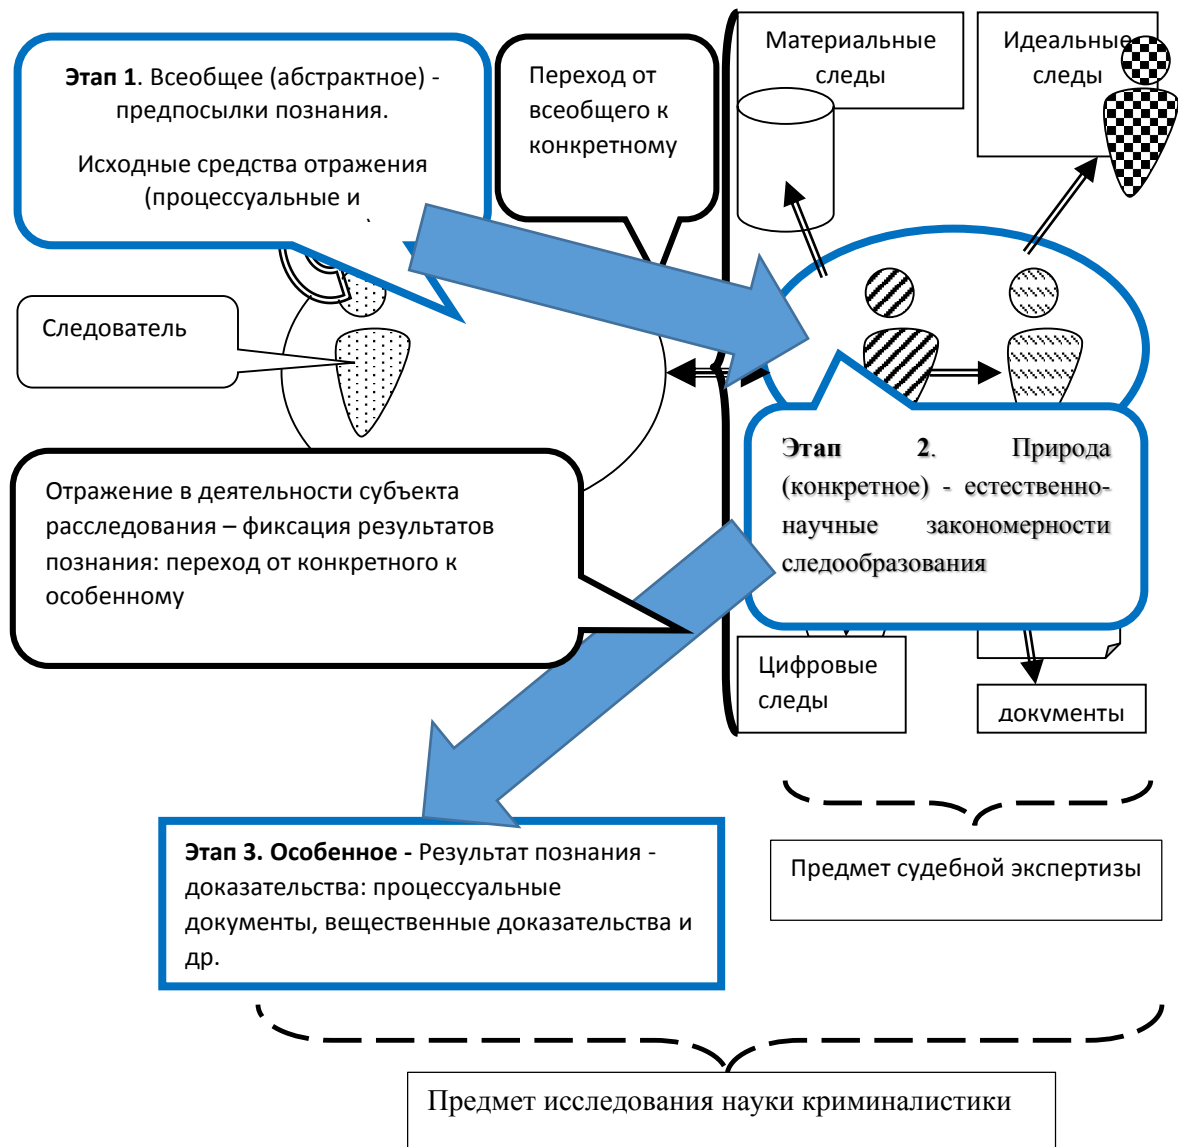 Этап 1. Всеобщее (абстрактное) -
предпосылки познания.
Исходные средства отражения
(процессуальные и
Переход от
всеобщего к
конкретному
Материальные
следы
Идеальные
следы
Следователь
Отражение в деятельности субъекта
расследования – фиксация результатов
познания: переход от конкретного к
особенному
Этап 2. Природа
(конкретное) - естественно-
научные закономерности
следообразования
Цифровые
следы
документы
Этап 3. Особенное - Результат познания -
доказательства: процессуальные
документы, вещественные доказательства и
др.
Предмет судебной экспертизы
Предмет исследования науки криминалистики